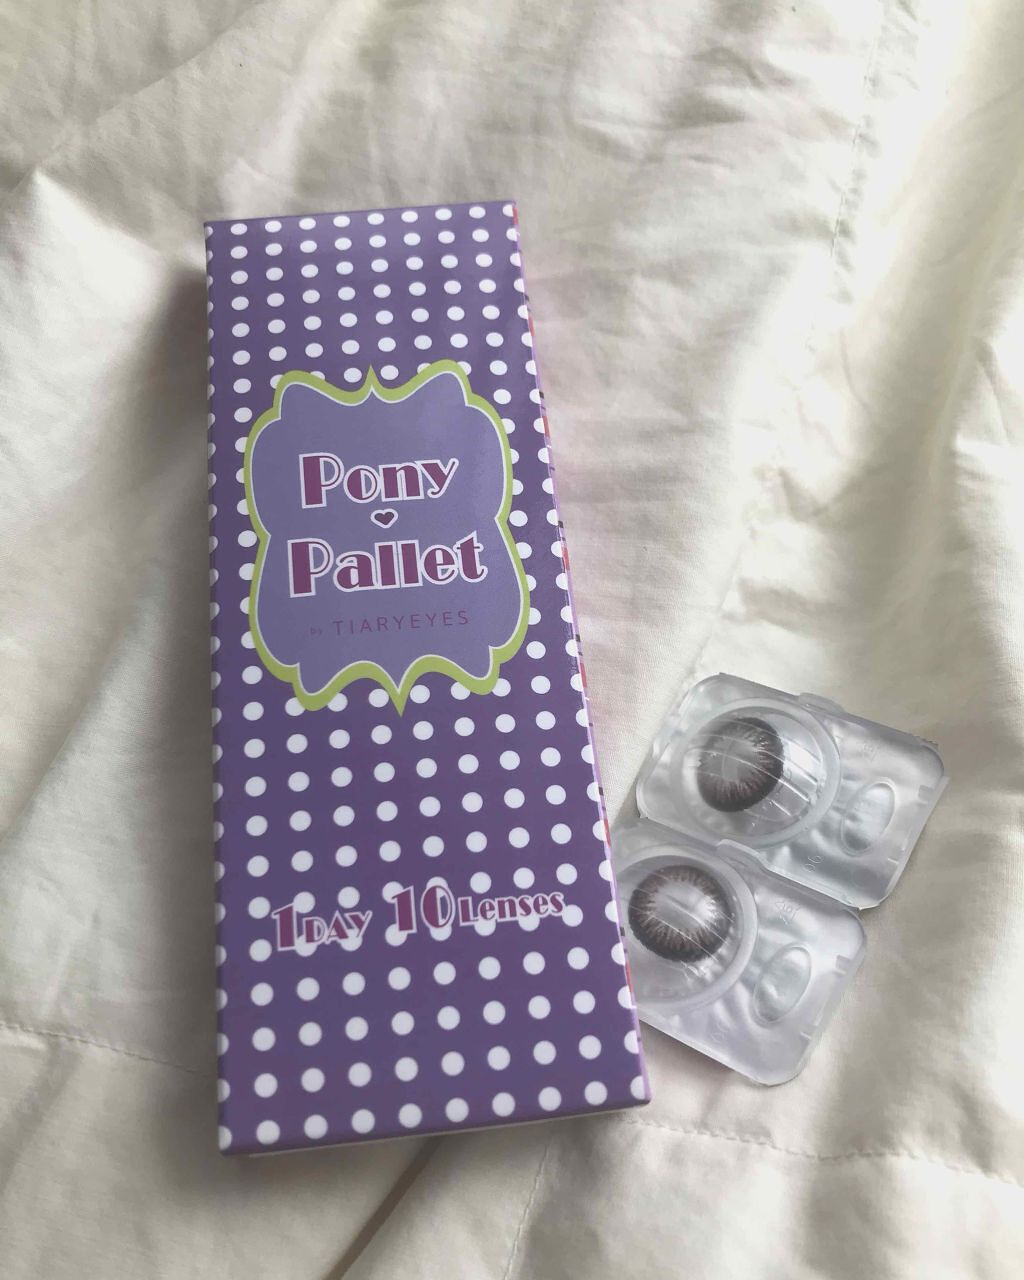 Pony
Pallet
by TIARYEYES
1DAY 10Lenses